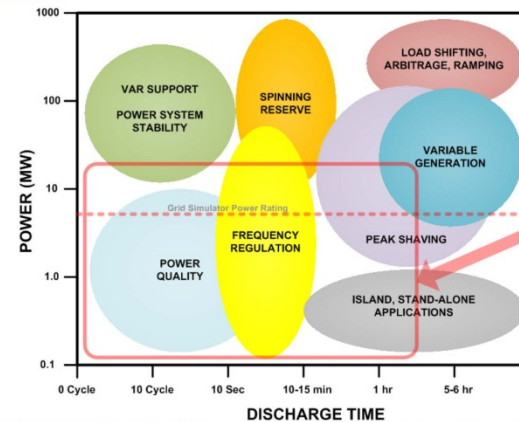 1000
100
10
1.0
0.1
POWER (MW)
VAR SUPPORT
POWER SYSTEM
STABILITY
SPINNING
RESERVE
LOAD SHIFTING,
ARBITRAGE, RAMPING
VARIABLE
GENERATION
Grid Simulator Power Rating
FREQUENCY
REGULATION
PEAK SHAVING
POWER
QUALITY
ISLAND, STAND-ALONE
APPLICATIONS
0 Cycle
10 Cycle
10 Sec
10-15 min
1 hr
5-6 hr
DISCHARGE TIME